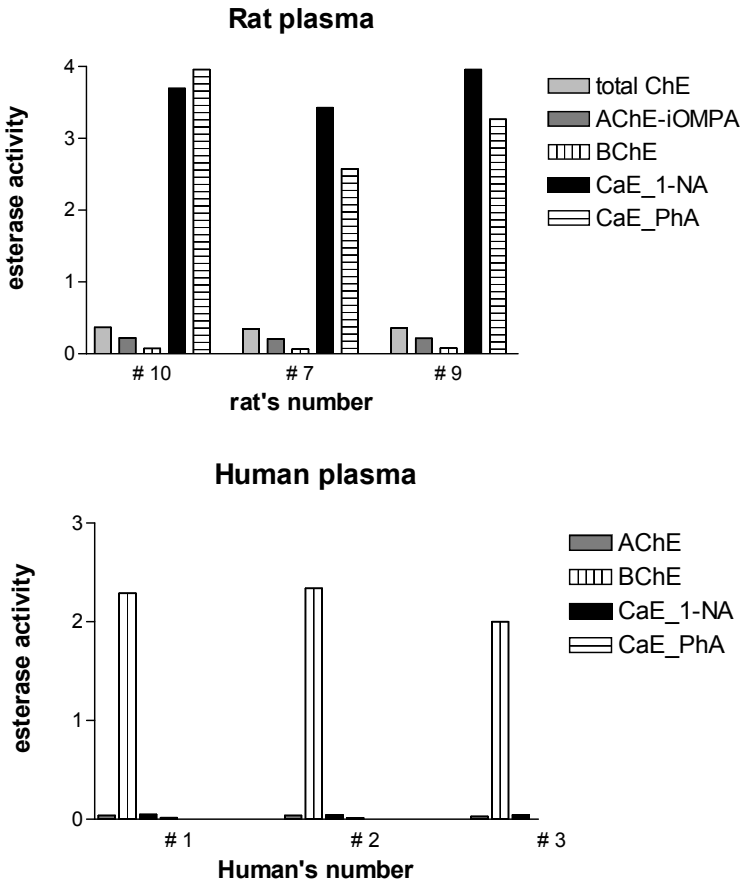 Rat plasma
esterase activity
4
3
2
1
0
# 10
# 7
# 9
rat's number
total ChE
AChE-iOMPA
BChE
CaE_1-NA
CaE_PhA
Human plasma
esterase activity
3
2
1
0
# 1
# 2
# 3
Human's number
AChE
BChE
CaE_1-NA
CaE_PhA